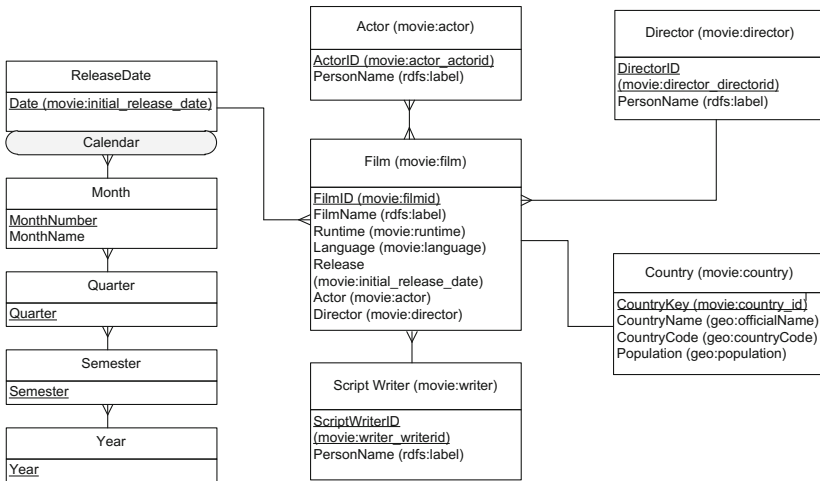 Actor (movie:actor)
ActorID (movie:actor_actorid)
PersonName (rdfs:label)
Director (movie:director)
DirectorID
(movie:director_directorid)
PersonName (rdfs:label)
ReleaseDate
Date (movie:initial_release_date)
Calendar
Month
MonthNumber
MonthName
Quarter
Quarter
Semester
Semester
Year
Year
Film (movie:film)
FilmID (movie:filmid)
FilmName (rdfs:label)
Runtime (movie:runtime)
Language (movie:language)
Release
(movie:initial_release_date)
Actor (movie:actor)
Director (movie:director)
Country (movie:country)
CountryKey (movie:country_id)
CountryName (geo:officialName)
CountryCode (geo:countryCode)
Population (geo:population)
Script Writer (movie:writer)
ScriptWriterID
(movie:writer_writerid)
PersonName (rdfs:label)